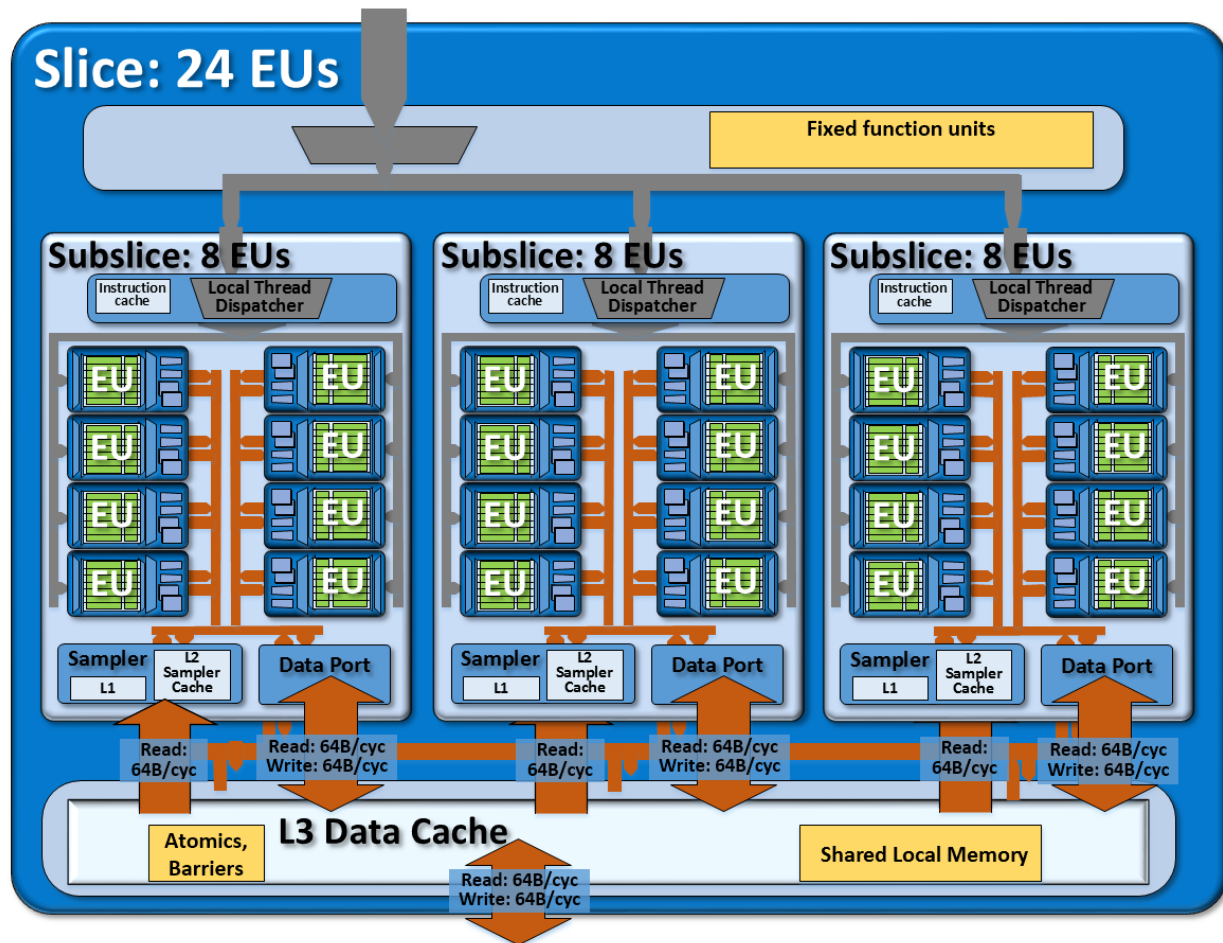 Slice: 24 EUs
Fixed function units
Subslice: 8 EUs
Instruction
cache
Local Thread
Dispatcher
EU
EU
EU
EU
EU
EU
EU
EU
Sampler
L1
L2
Sampler
Cache
Data Port
Subslice: 8 EUs
Instruction
cache
Local Thread
Dispatcher
EU
EU
EU
EU
EU
EU
EU
EU
Sampler
L1
L2
Sampler
Cache
Data Port
Subslice: 8 EUs
Instruction
cache
Local Thread
Dispatcher
EU
EU
EU
EU
EU
EU
EU
EU
Sampler
L1
L2
Sampler
Cache
Data Port
Read:
64B/cyc
Read: 64B/cyc
Write: 64B/cyc
Read:
64B/cyc
Read: 64B/cyc
Write: 64B/cyc
Read:
64B/cyc
Read: 64B/cyc
Write: 64B/cyc
L3 Data Cache
Atomics,
Barriers
Shared Local Memory
Read: 64B/cyc
Write: 64B/cyc